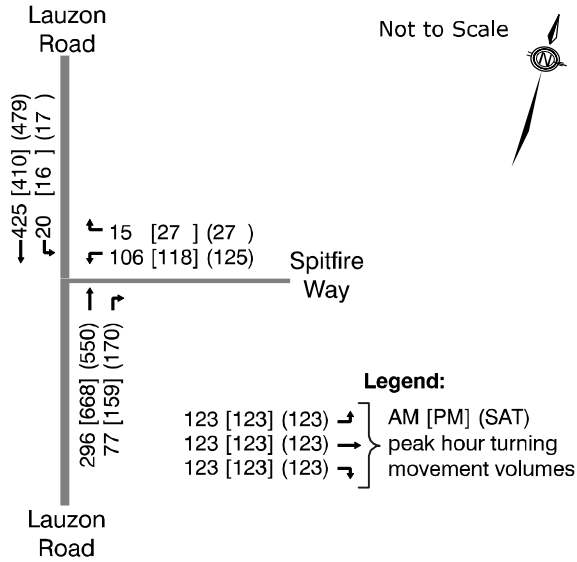 Lauzon
Road
Not to Scale
N
425 [410] (479)
20 [16 ] (17 )
15 [27 ] (27 )
106 [118] (125)
Spitfire
Way
296 [668] (550)
77 [159] (170)
Legend:
123 [123] (123)
123 [123] (123)
123 [123] (123)
AM [PM] (SAT)
peak hour turning
movement volumes
Lauzon
Road